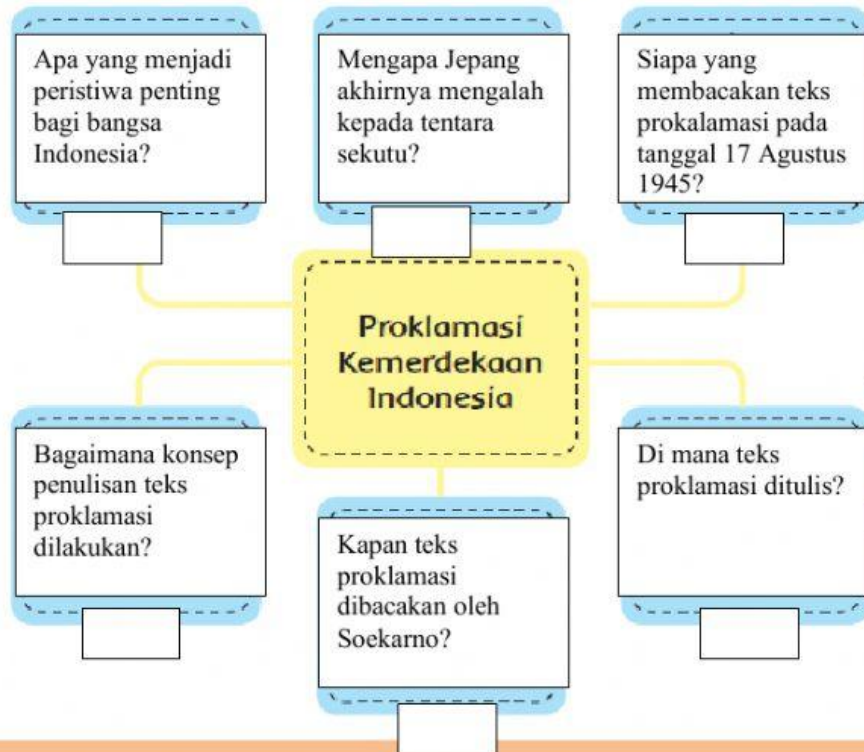 Apa yang menjadi
peristiwa penting
bagi bangsa
Indonesia?
Mengapa Jepang
akhirnya mengalah
kepada tentara
sekutu?
Siapa yang
membacakan teks
prokalamasi pada
tanggal 17 Agustus
1945?
Proklamasi
Kemerdekaan
Indonesia
Bagaimana konsep
penulisan teks
proklamasi
dilakukan?
Kapan teks
proklamasi
dibacakan oleh
Soekarno?
Di mana teks
proklamasi ditulis?